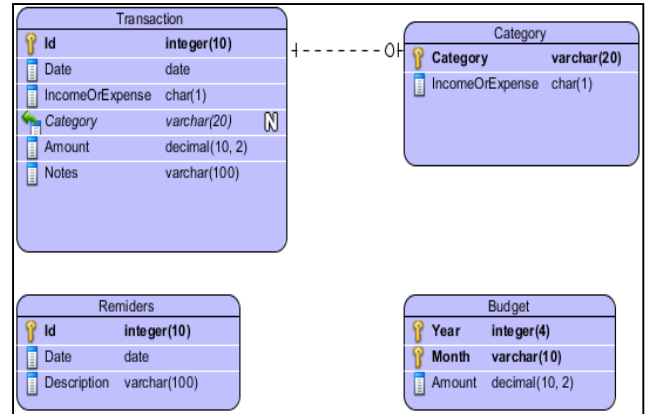 Transaction
Id integer(10)
Date date
IncomeOrExpense char(1)
Category varchar(20) N
Amount decimal(10, 2)
Notes varchar(100)
Category
Category varchar(20)
IncomeOrExpense char(1)
Remiders
Id integer(10)
Date date
Description varchar(100)
Budget
Year integer(4)
Month varchar(10)
Amount decimal(10, 2)